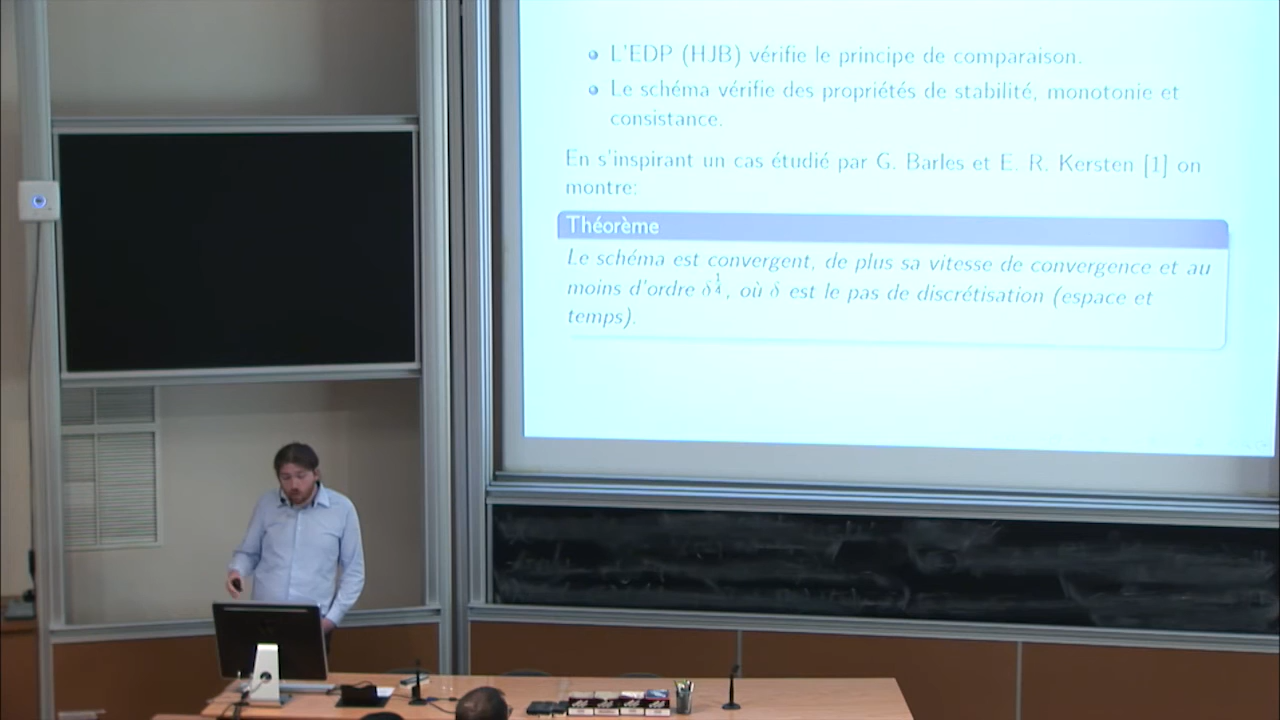 L'EDP (HJB) vérifie le principe de comparaison.
Le schéma vérifie des propriétés de stabilité, monotonie et
consistance.
En s'inspirant un cas étudié par G. Barles et E. R. Kersten [1] on
montre:
Théorème
Le schéma est convergent, de plus sa vitesse de convergence et au
moins d'ordre δ^{1/4}, où δ est le pas de discrétisation (espace et
temps).